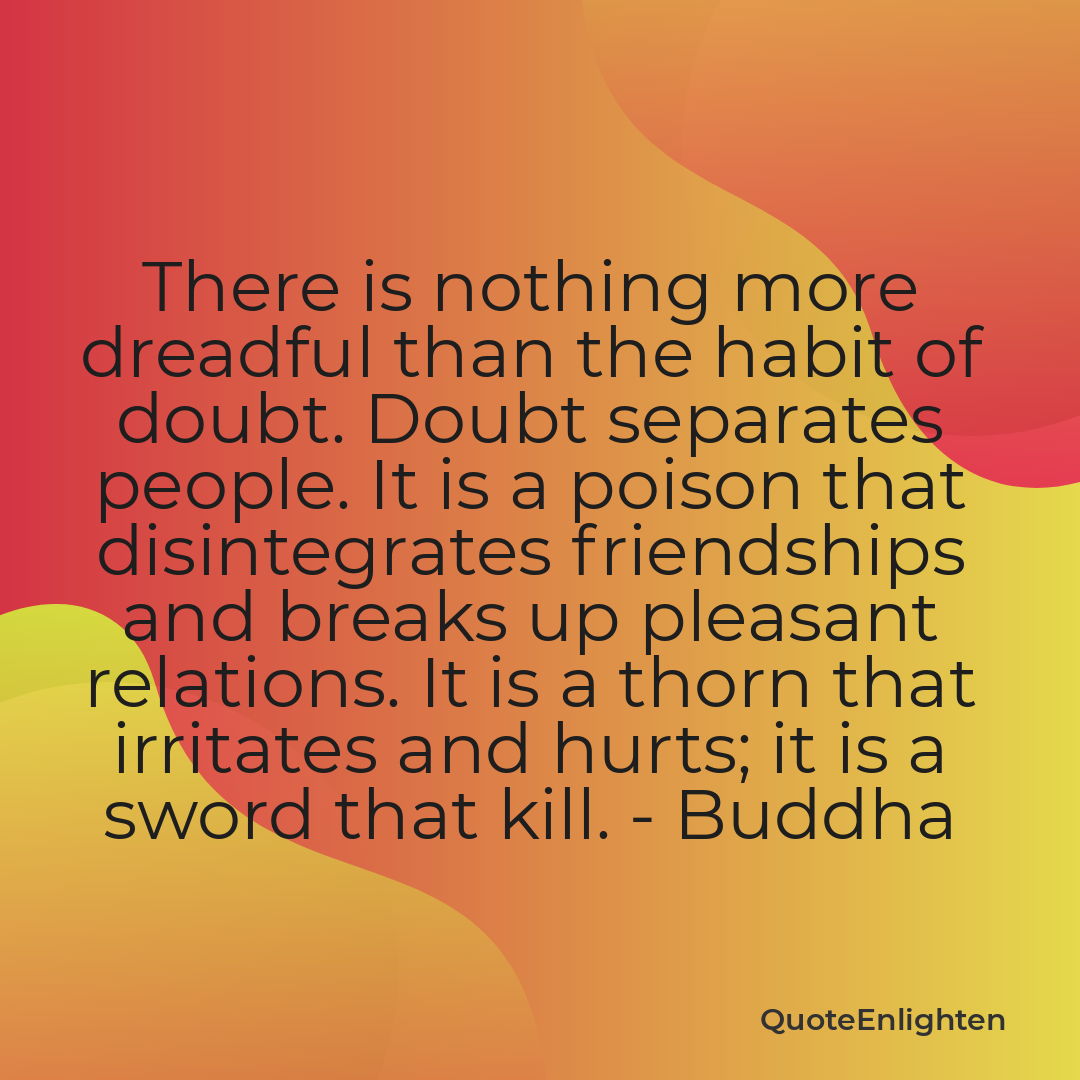 There is nothing more
dreadful than the habit of
doubt. Doubt separates
people. It is a poison that
disintegrates friendships
and breaks up pleasant
relations. It is a thorn that
irritates and hurts; it is a
sword that kill. - Buddha
QuoteEnlighten